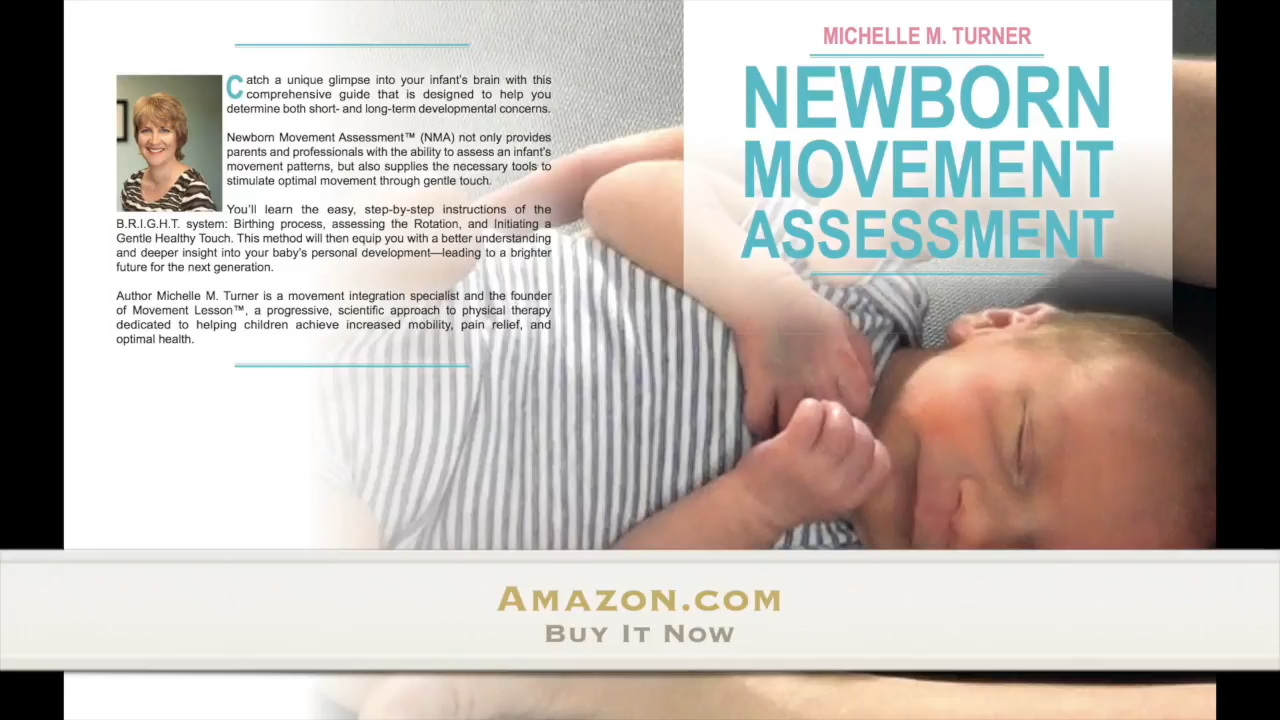 Catch a unique glimpse into your infant's brain with this
comprehensive guide that is designed to help you
determine both short- and long-term developmental concerns.
Newborn Movement Assessment™ (NMA) not only provides
parents and professionals with the ability to assess an infant's
movement patterns, but also supplies the necessary tools to
stimulate optimal movement through gentle touch.
You'll learn the easy, step-by-step instructions of the
B.R.I.G.H.T. system: Birthing process, assessing the Rotation, and Initiating a
Gentle Healthy Touch. This method will then equip you with a better understanding
and deeper insight into your baby's personal development—leading to a brighter
future for the next generation.
Author Michelle M. Turner is a movement integration specialist and the founder
of Movement Lesson™, a progressive, scientific approach to physical therapy
dedicated to helping children achieve increased mobility, pain relief, and
optimal health.
MICHELLE M. TURNER
NEWBORN
MOVEMENT
ASSESSMENT
AMAZON.COM
BUY IT NOW